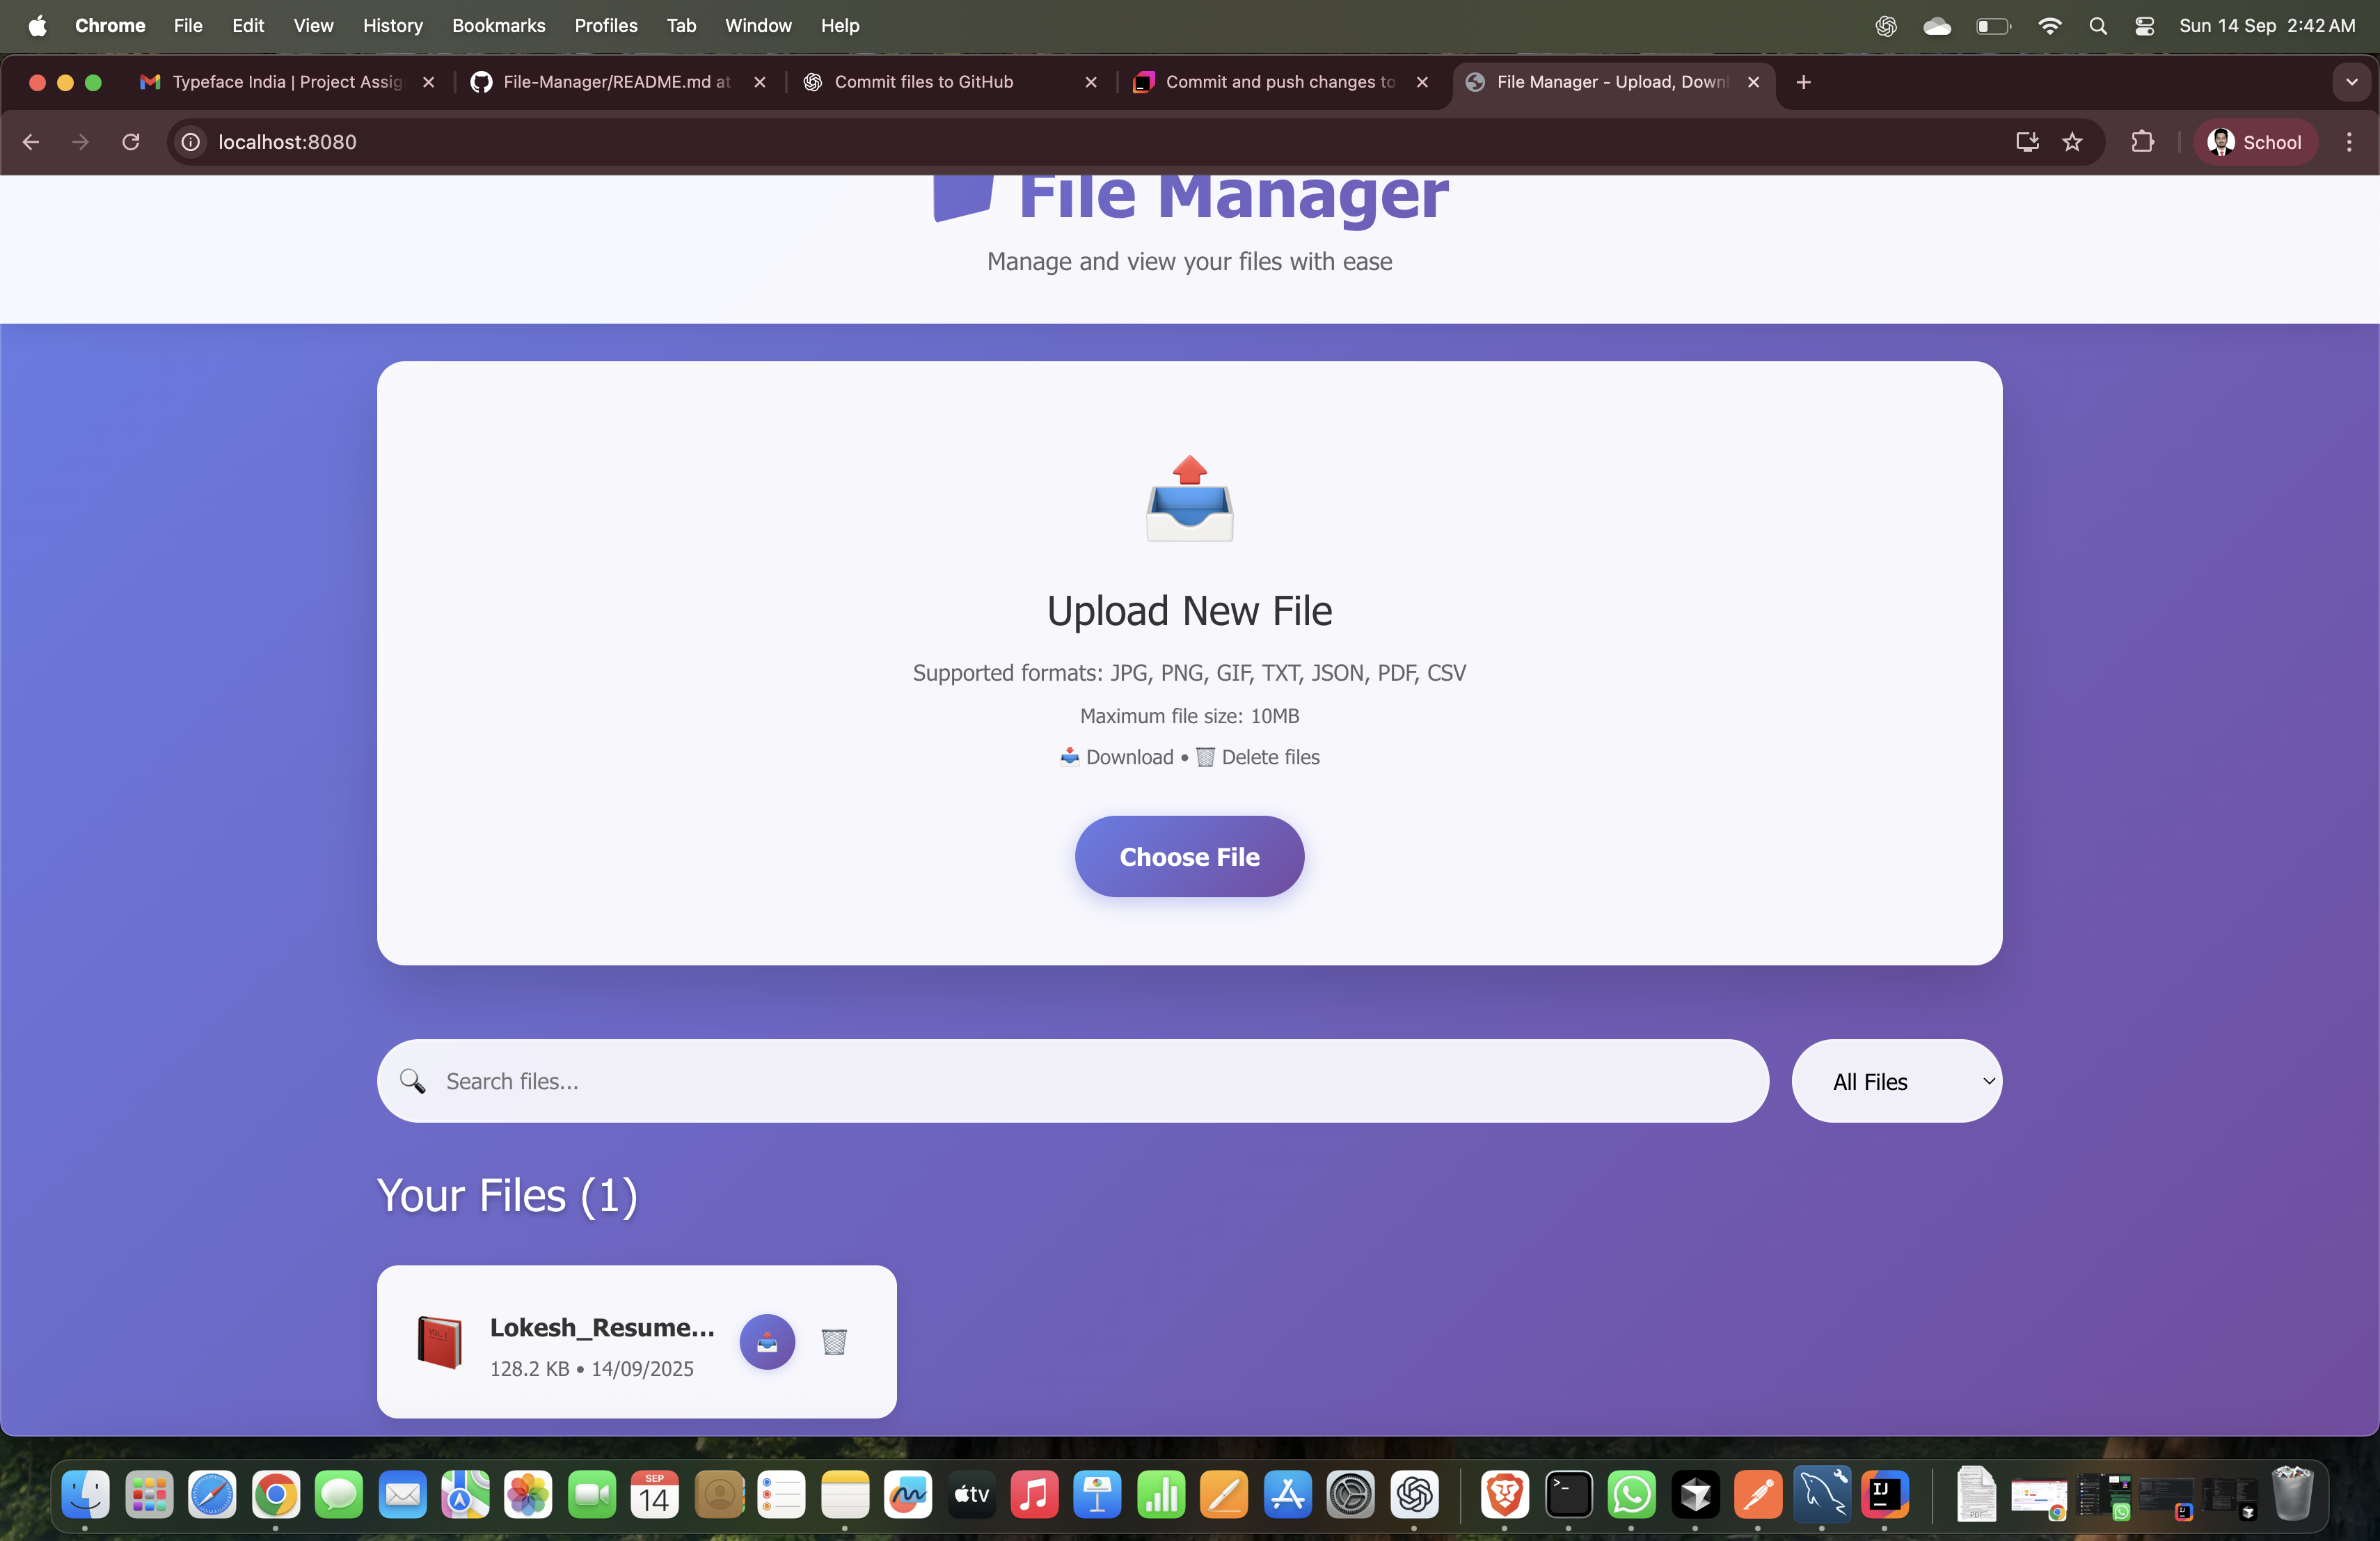 Chrome File Edit View History Bookmarks Profiles Tab Window Help
Sun 14 Sep 2:42 AM
Typeface India | Project Assig
File-Manager/README.md at
Commit files to GitHub
Commit and push changes to
File Manager - Upload, Downl
localhost:8080
School
File Manager
Manage and view your files with ease
Upload New File
Supported formats: JPG, PNG, GIF, TXT, JSON, PDF, CSV
Maximum file size: 10MB
Download • Delete files
Choose File
Search files...
All Files
Your Files (1)
Lokesh_Resume...
128.2 KB • 14/09/2025
SEP
14
tv
IJ
PDF